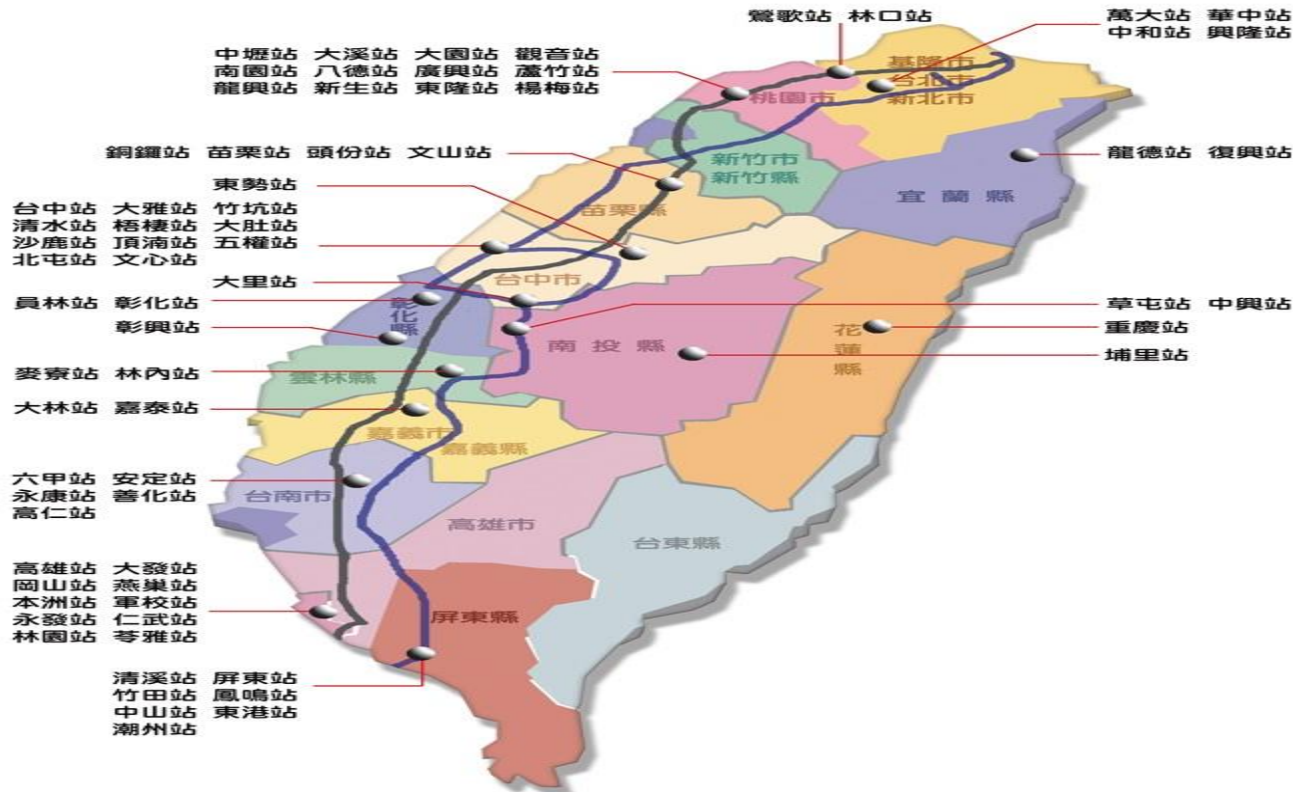 鶯歌站 林口站
萬大站 華中站
中和站 興隆站
中壢站 大溪站 大園站 觀音站
南園站 八德站 廣興站 蘆竹站
龍興站 新生站 東隆站 楊梅站
基隆市
台北市
新北市
桃園市
銅鑼站 苗栗站 頭份站 文山站
新竹市
新竹縣
龍德站 復興站
宜蘭縣
東勢站
苗栗縣
台中站 大雅站 竹坑站
清水站 梧棲站 大肚站
沙鹿站 頂湳站 五權站
北屯站 文心站
台中市
大里站
員林站 彰化站
彰化縣
草屯站 中興站
彰興站
重慶站
花蓮縣
南投縣
埔里站
麥寮站 林內站
雲林縣
大林站 嘉泰站
嘉義市
嘉義縣
六甲站 安定站
永康站 善化站
高仁站
台南市
高雄市
台東縣
高雄站 大發站
岡山站 燕巢站
本洲站 軍校站
永發站 仁武站
林園站 苓雅站
屏東縣
清溪站 屏東站
竹田站 鳳鳴站
中山站 東港站
潮州站